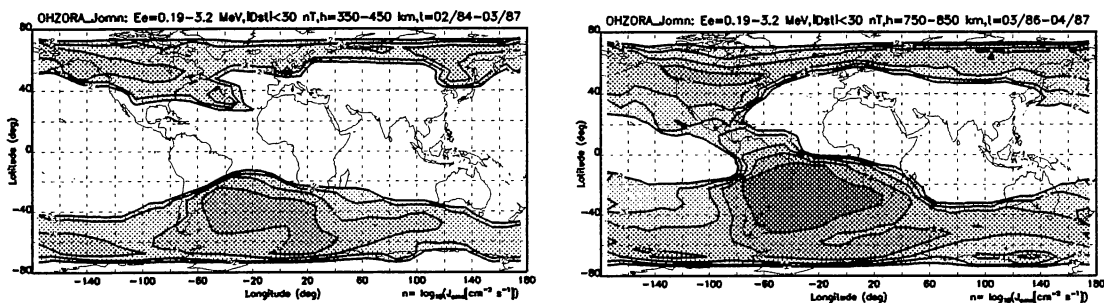 OHZORA_Jomn: Ee=0.19-3.2 MeV,|Dst|<30 nT,h=350-450 km,t=02/84-03/87
80
40
0
-40
-80
Latitude (deg)
-140 -100 -60 -20 20 60 100 140 180
Longitude (deg)
n= log10(Jomni[cm-2 s-1])
OHZORA_Jomn: Ee=0.19-3.2 MeV,|Dst|<30 nT,h=750-850 km,t=03/86-04/87
80
40
0
-40
-80
Latitude (deg)
-140 -100 -60 -20 20 60 100 140 180
Longitude (deg)
n= log10(Jomni[cm-2 s-1])